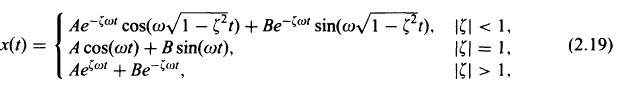 x(t) = { Ae^{-ζωt} cos(ω√(1 − ζ²)t) + Be^{-ζωt} sin(ω√(1 − ζ²)t), |ζ| < 1,
A cos(ωt) + B sin(ωt), |ζ| = 1, (2.19)
Ae^{ζωt} + Be^{-ζωt}, |ζ| > 1,